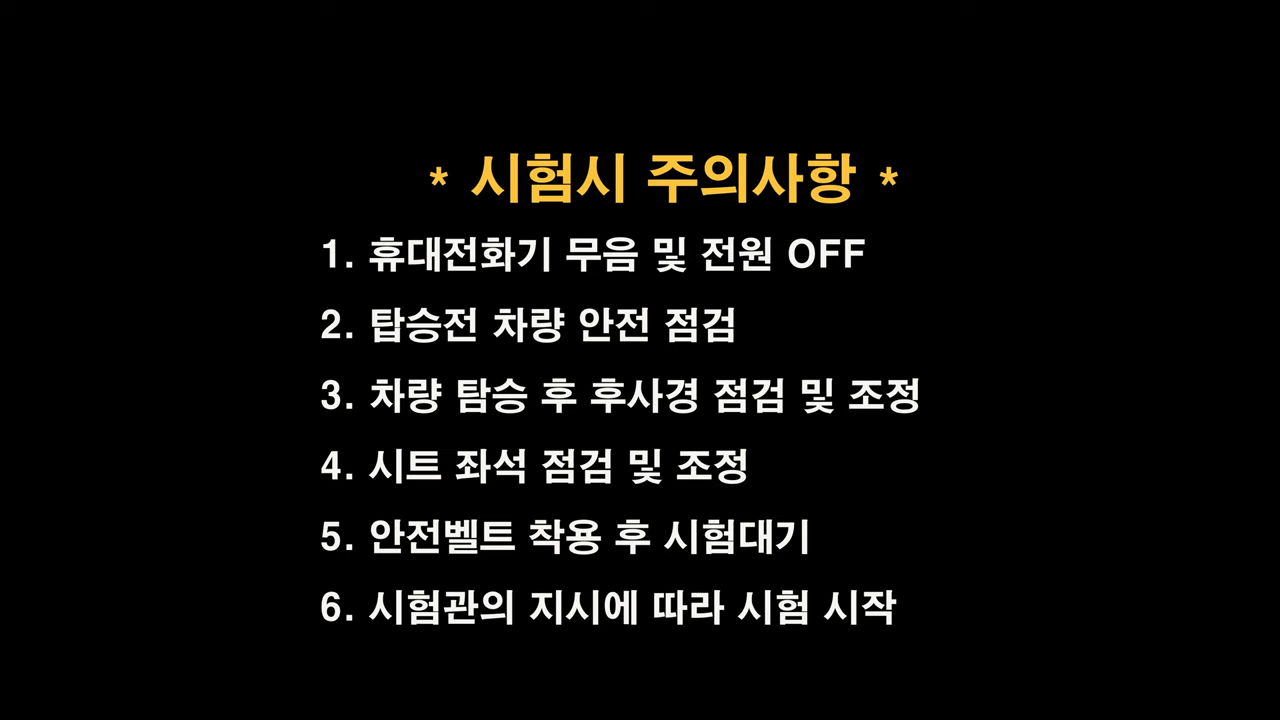 * 시험시 주의사항 *
1. 휴대전화기 무음 및 전원 OFF
2. 탑승전 차량 안전 점검
3. 차량 탑승 후 후사경 점검 및 조정
4. 시트 좌석 점검 및 조정
5. 안전벨트 착용 후 시험대기
6. 시험관의 지시에 따라 시험 시작